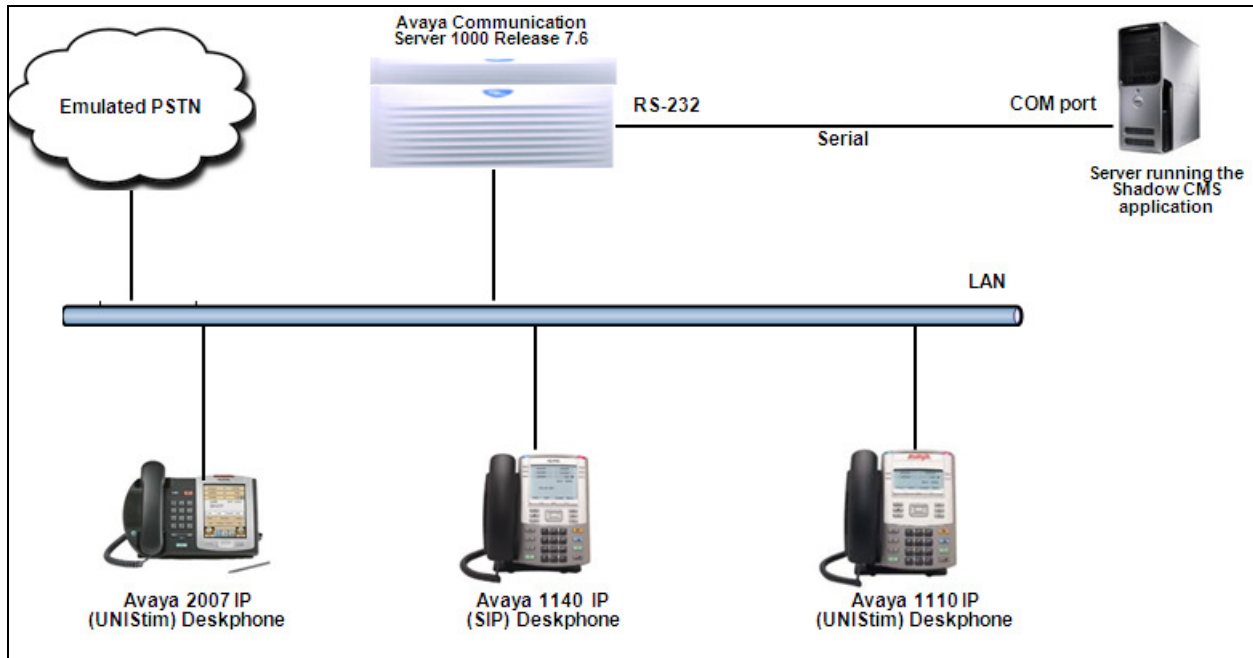 Avaya Communication
Server 1000 Release 7.6
Emulated PSTN
RS-232
COM port
Serial
Server running the
Shadow CMS
application
LAN
Avaya 2007 IP
(UNIStim) Deskphone
Avaya 1140 IP
(SIP) Deskphone
Avaya 1110 IP
(UNIStim) Deskphone